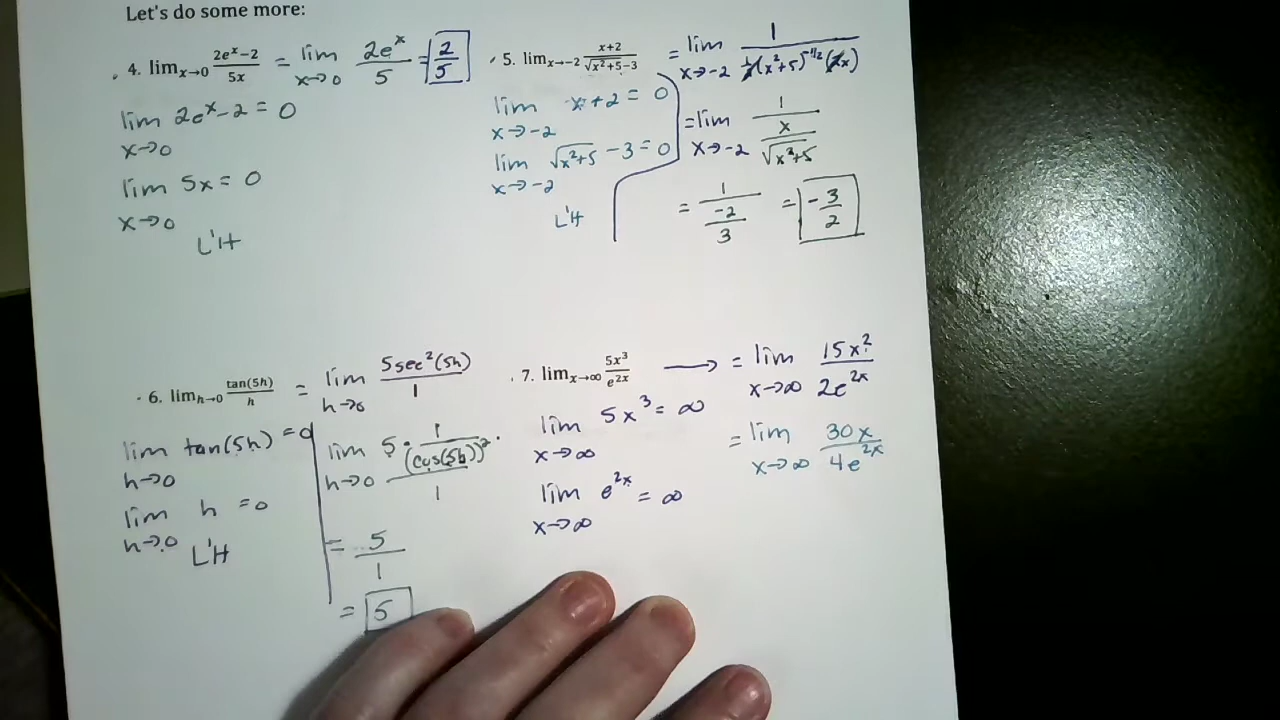 Let's do some more:
4. lim x→0 (2e^x−2)/(5x) = lim x→0 2e^x/5 = 2/5
lim x→0 2e^x − 2 = 0
lim x→0 5x = 0
L'H
5. lim x→−2 (x+2)/(√(x²+5)−3) = lim x→−2 1/(½(x²+5)^(−1/2)(2x))
lim x→−2 x+2 = 0
lim x→−2 √(x²+5) − 3 = 0
L'H
= lim x→−2 1/(x/√(x²+5))
= 1/(−2/3) = −3/2
6. lim h→0 tan(5h)/h = lim h→0 5sec²(5h)/1
lim h→0 tan(5h) = 0
lim h→0 h = 0
L'H
lim h→0 (5·1/(cos(5h))²)/1
= 5/1
= 5
7. lim x→∞ 5x³/e^(2x) → = lim x→∞ 15x²/2e^(2x)
lim x→∞ 5x³ = ∞
lim x→∞ e^(2x) = ∞
= lim x→∞ 30x/4e^(2x)